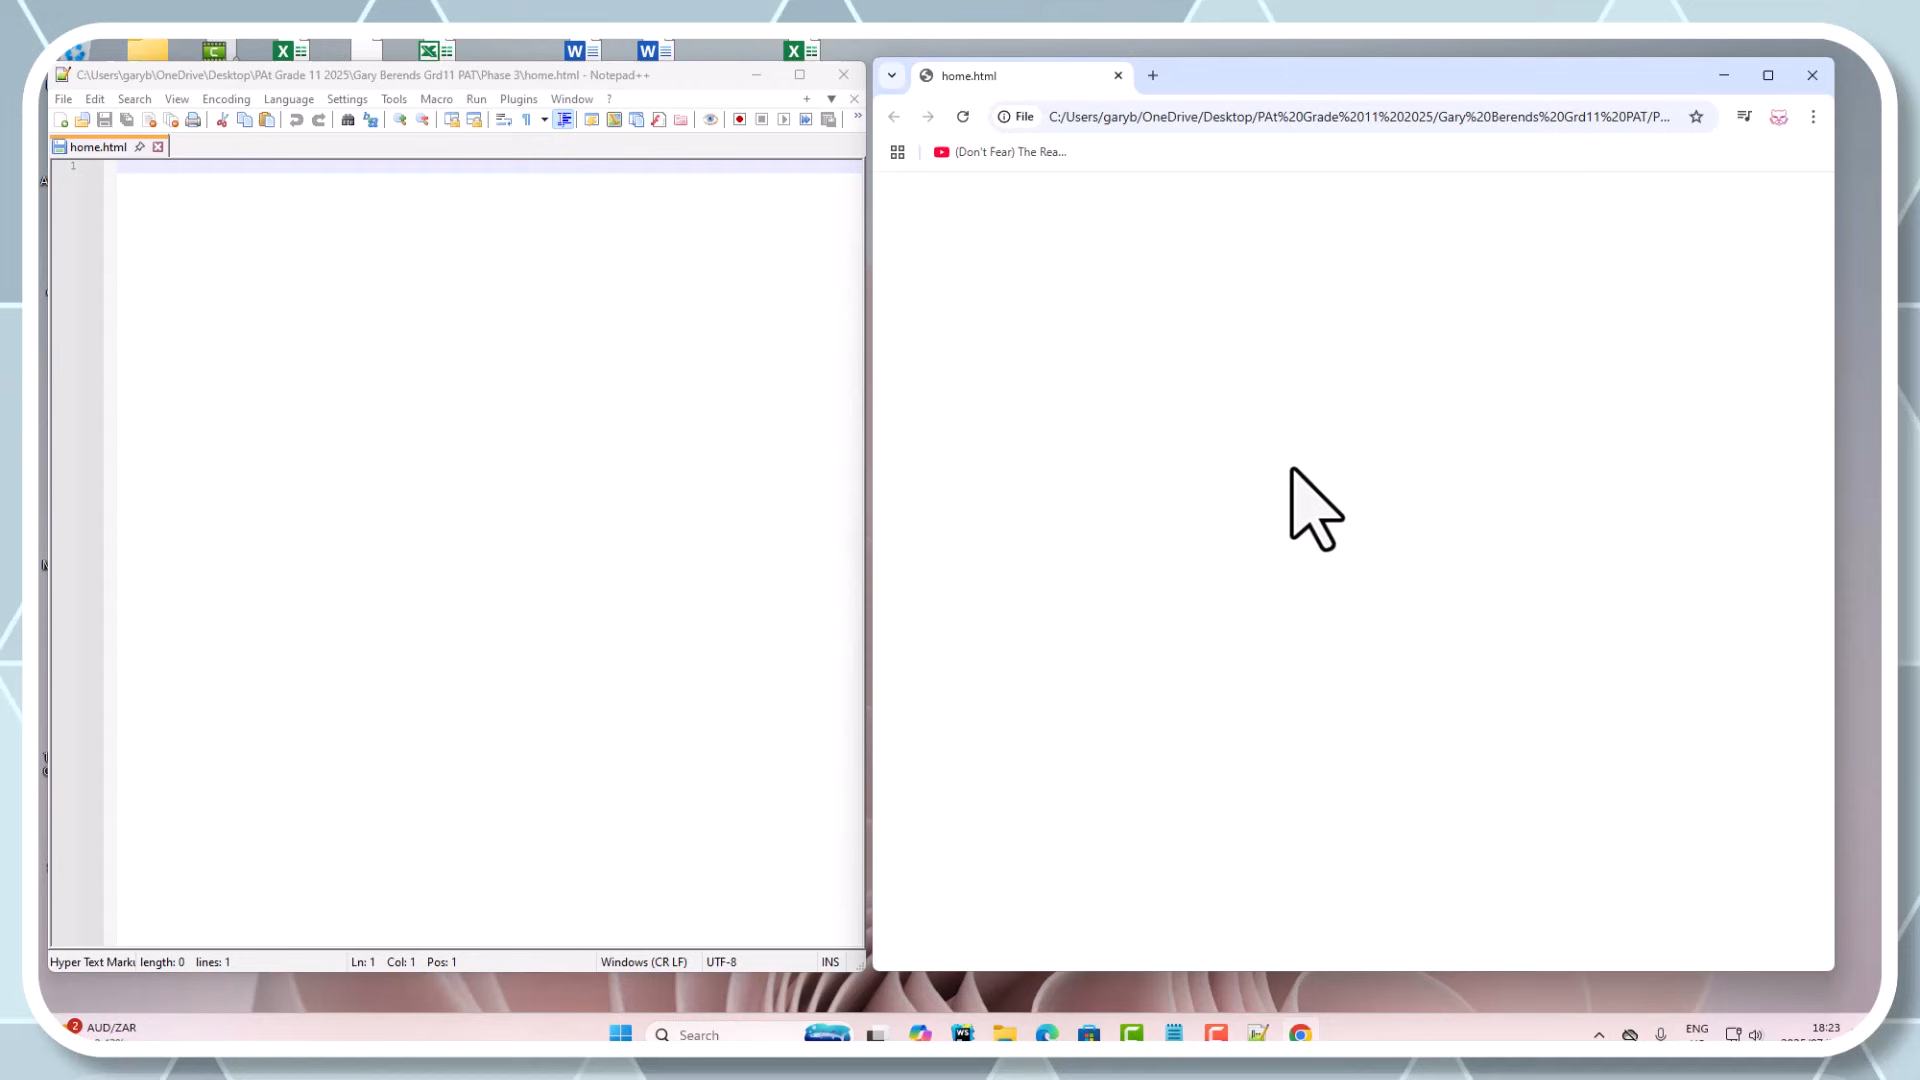 C:\Users\garyb\OneDrive\Desktop\PAt Grade 11 2025\Gary Berends Grd11 PAT\Phase 3\home.html - Notepad++
File Edit Search View Encoding Language Settings Tools Macro Run Plugins Window ?
home.html
1
Hyper Text Marku length: 0 lines: 1 Ln: 1 Col: 1 Pos: 1 Windows (CR LF) UTF-8 INS
home.html
File C:/Users/garyb/OneDrive/Desktop/PAt%20Grade%2011%202025/Gary%20Berends%20Grd11%20PAT/P...
(Don't Fear) The Rea...
2 AUD/ZAR
Search
ENG
18:23